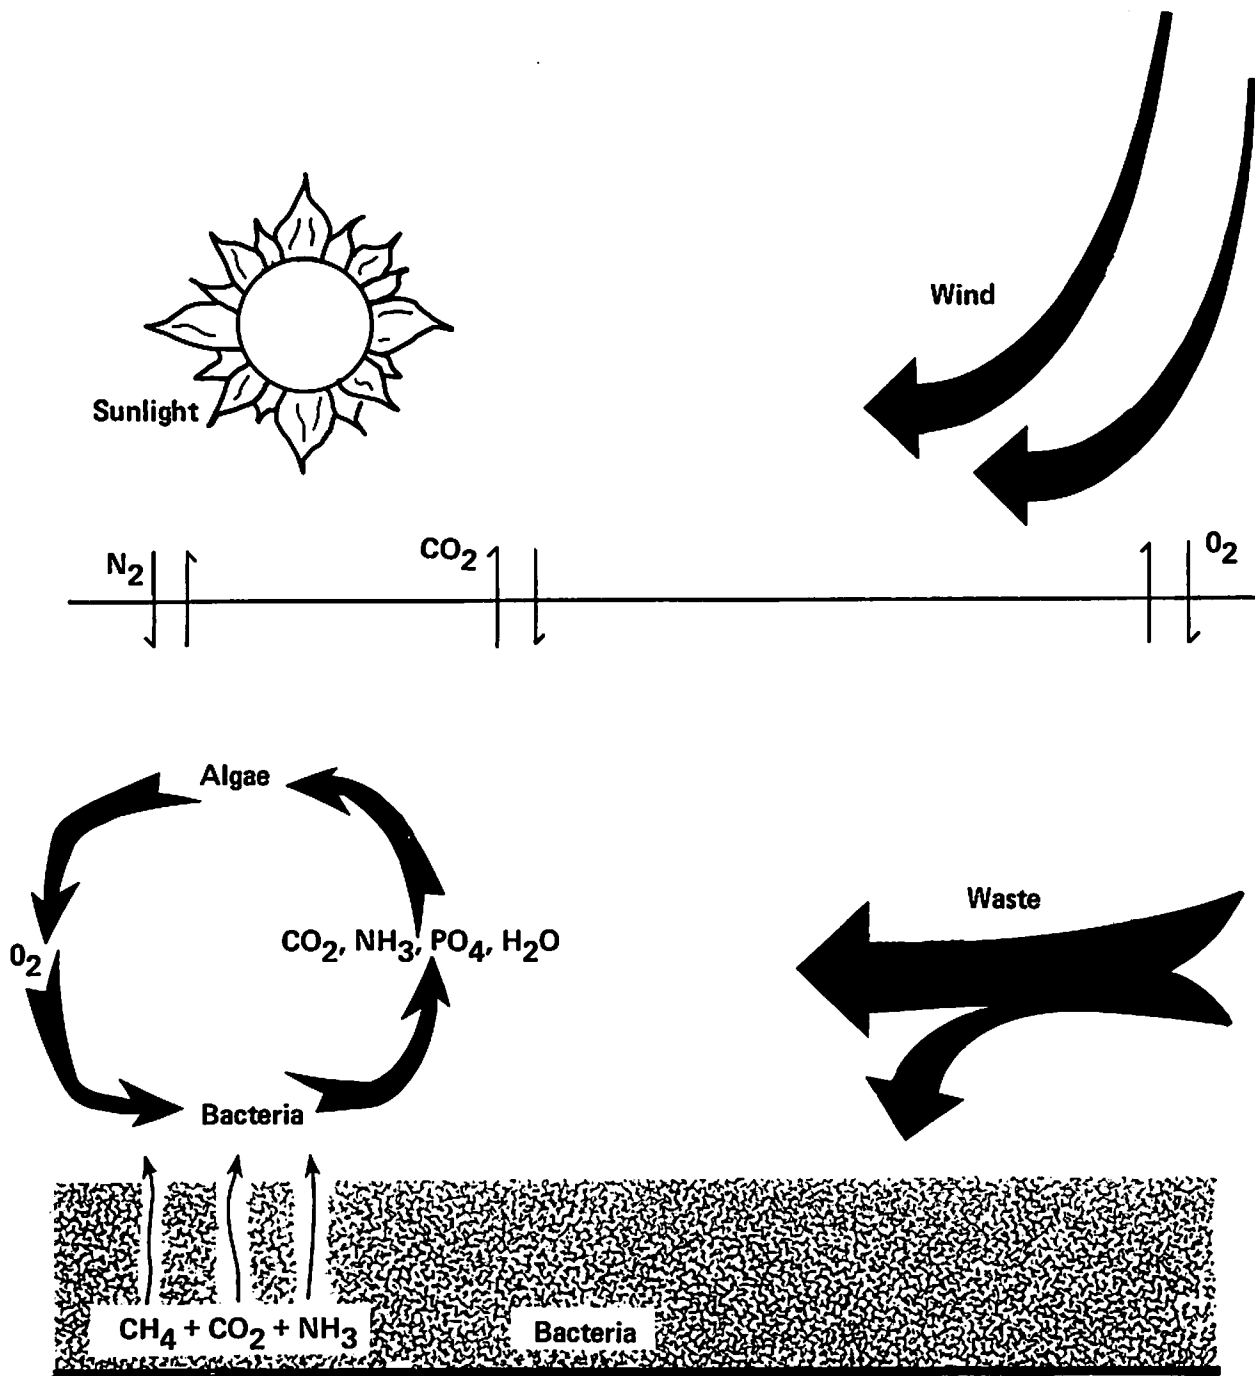 Wind
Sunlight
N₂
CO₂
O₂
Algae
Waste
O₂
CO₂, NH₃, PO₄, H₂O
Bacteria
CH₄ + CO₂ + NH₃
Bacteria